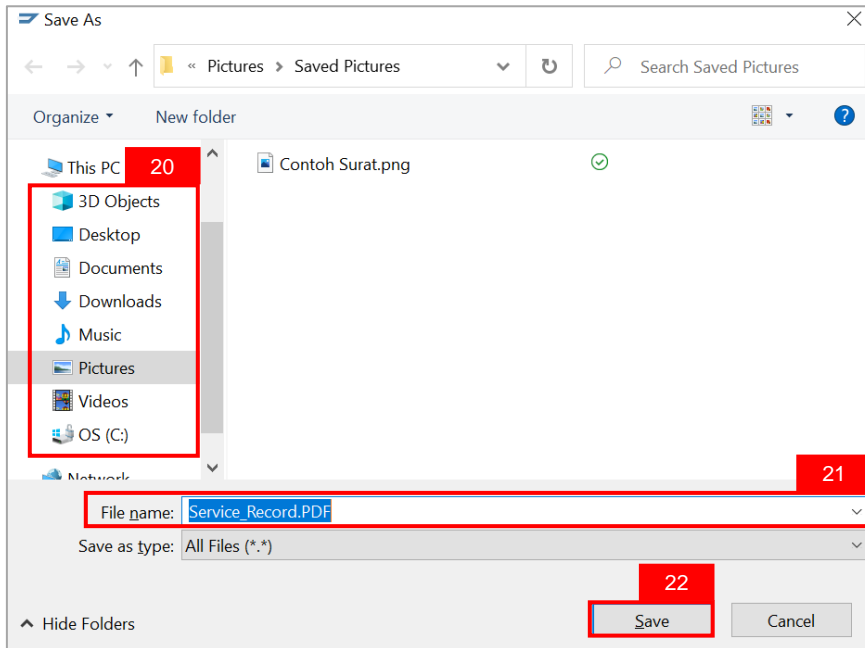 Save As
« Pictures > Saved Pictures
Search Saved Pictures
Organize
New folder
This PC
20
3D Objects
Desktop
Documents
Downloads
Music
Pictures
Videos
OS (C:)
Network
Contoh Surat.png
21
File name: Service_Record.PDF
Save as type: All Files (*.*)
22
Hide Folders
Save
Cancel